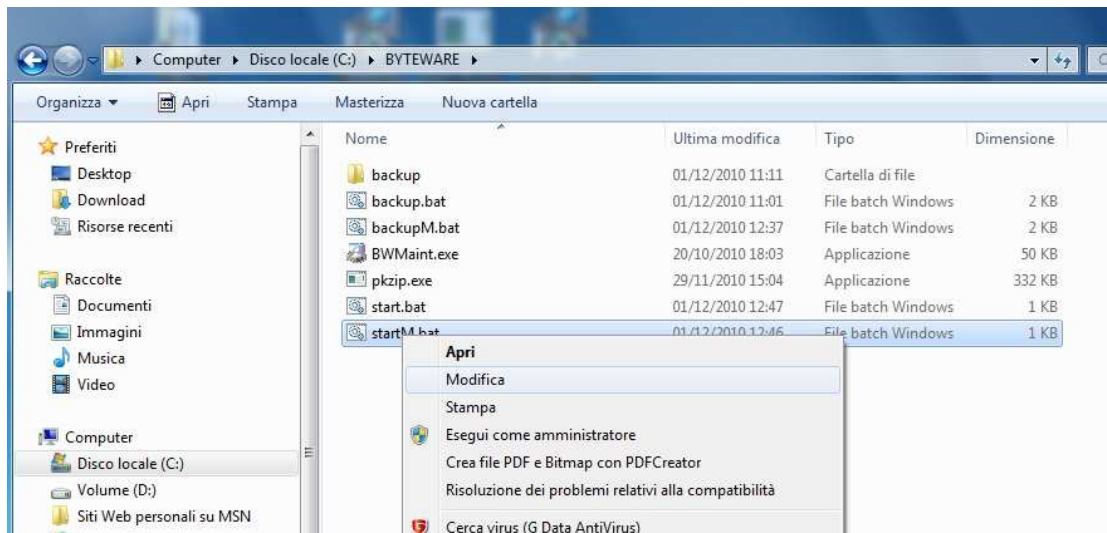 Computer Disco locale (C:) BYTEWARE
Organizza Apri Stampa Masterizza Nuova cartella
Preferiti
Desktop
Download
Risorse recenti
Raccolte
Documenti
Immagini
Musica
Video
Computer
Disco locale (C:)
Volume (D:)
Siti Web personali su MSN
Nome Ultima modifica Tipo Dimensione
backup 01/12/2010 11:11 Cartella di file
backup.bat 01/12/2010 11:01 File batch Windows 2 KB
backupM.bat 01/12/2010 12:37 File batch Windows 2 KB
BWMaint.exe 20/10/2010 18:03 Applicazione 50 KB
pkzip.exe 29/11/2010 15:04 Applicazione 332 KB
start.bat 01/12/2010 12:47 File batch Windows 1 KB
startM.bat 01/12/2010 12:46 File batch Windows 1 KB
Apri
Modifica
Stampa
Esegui come amministratore
Crea file PDF e Bitmap con PDFCreator
Risoluzione dei problemi relativi alla compatibilità
Cerca virus (G Data AntiVirus)